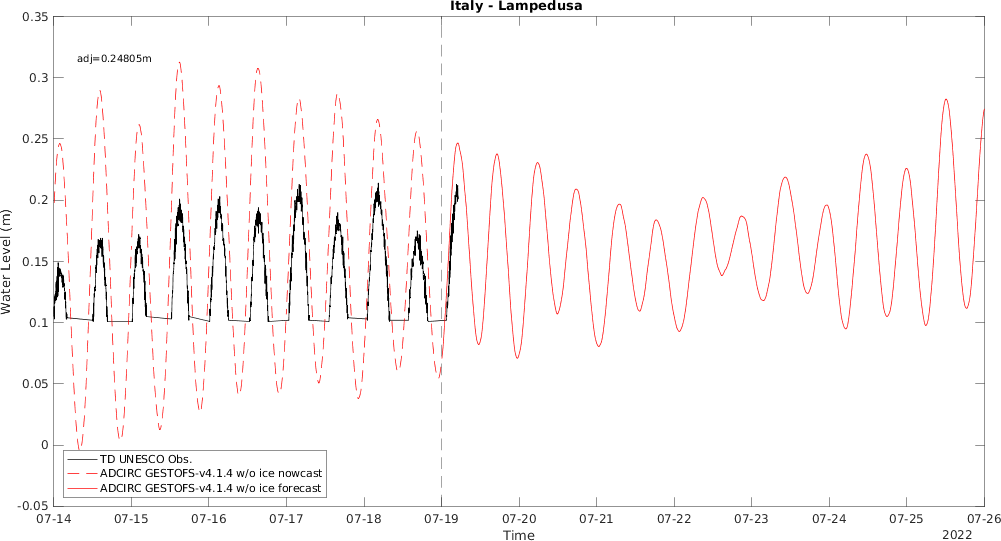 Italy - Lampedusa
adj=0.24805m
0.35
0.3
0.25
0.2
0.15
0.1
0.05
0
-0.05
Water Level (m)
TD UNESCO Obs.
ADCIRC GESTOFS-v4.1.4 w/o ice nowcast
ADCIRC GESTOFS-v4.1.4 w/o ice forecast
07-14 07-15 07-16 07-17 07-18 07-19 07-20 07-21 07-22 07-23 07-24 07-25 07-26
Time
2022